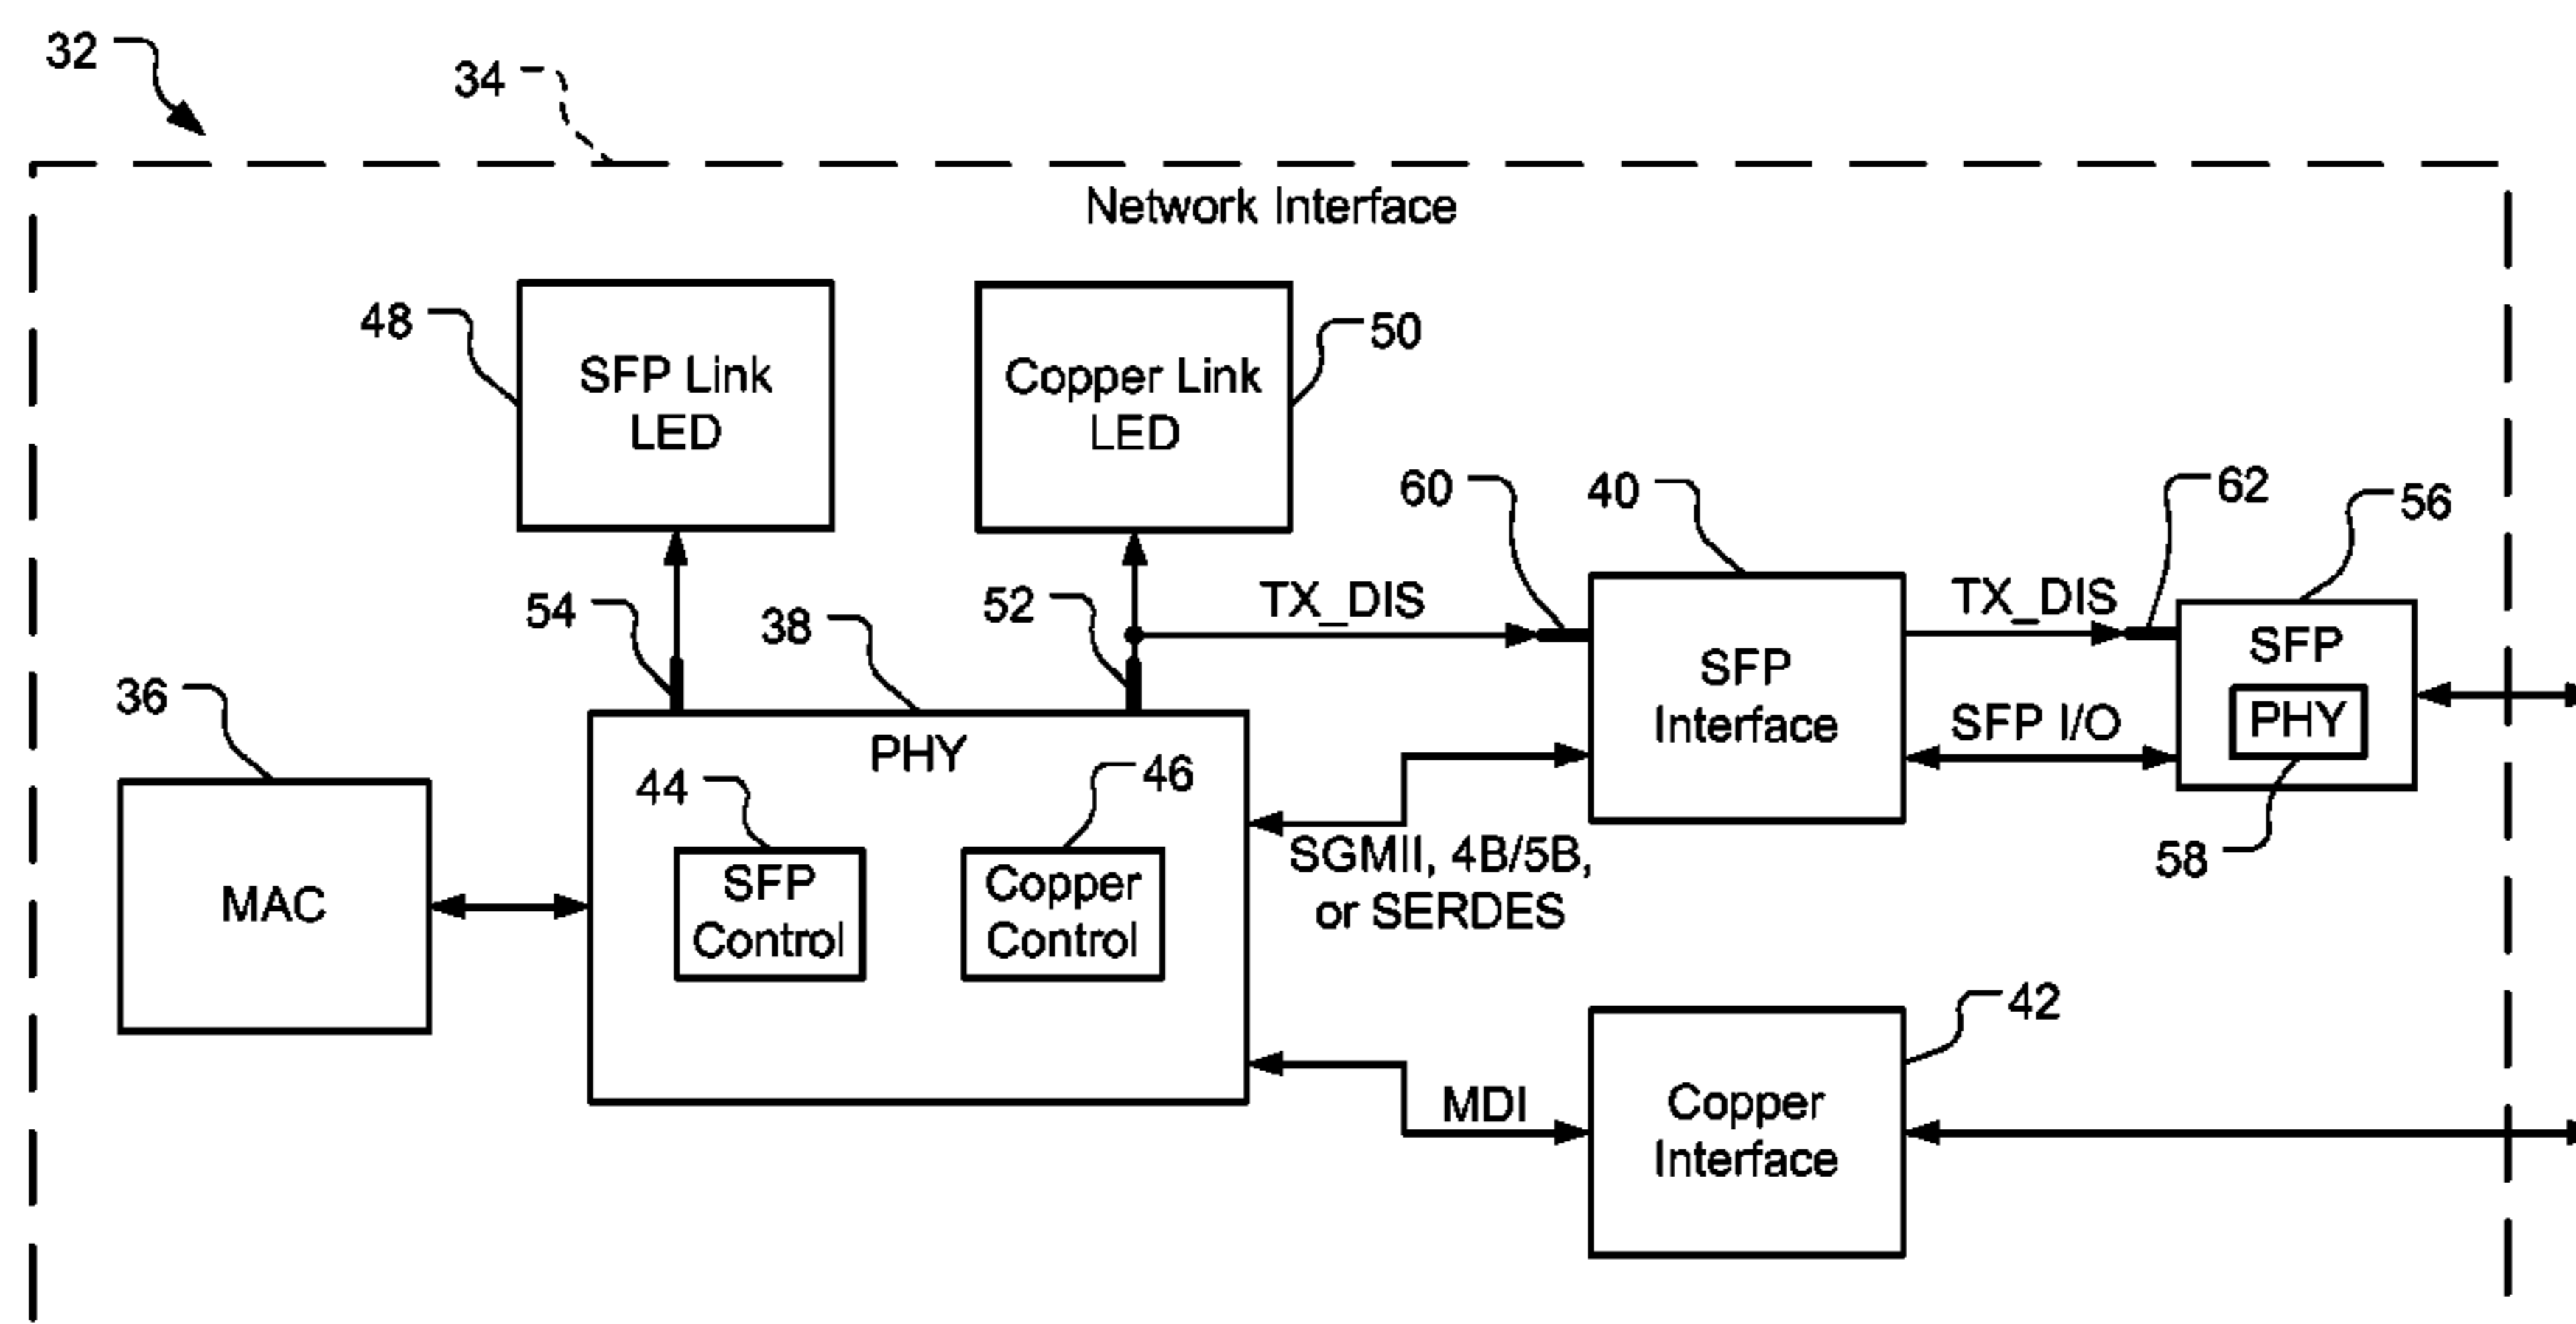 32
34
Network Interface
48
SFP Link
LED
Copper Link
LED
50
60
40
62
56
54
52
38
TX_DIS
TX_DIS
SFP
PHY
SFP
Interface
SFP I/O
58
36
MAC
PHY
44
46
SFP
Control
Copper
Control
SGMII, 4B/5B,
or SERDES
MDI
42
Copper
Interface